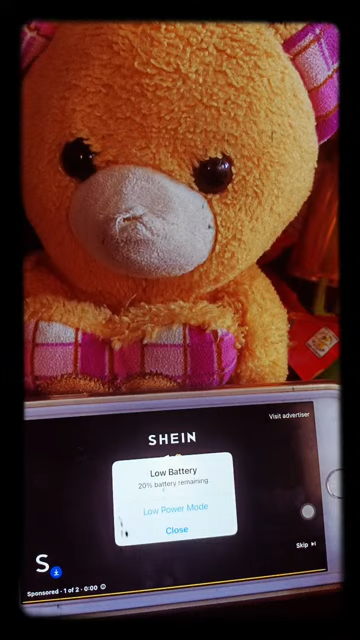 Visit advertiser
SHEIN
Low Battery
20% battery remaining.
Low Power Mode
Close
Skip
S
Sponsored · 1 of 2 · 0:00